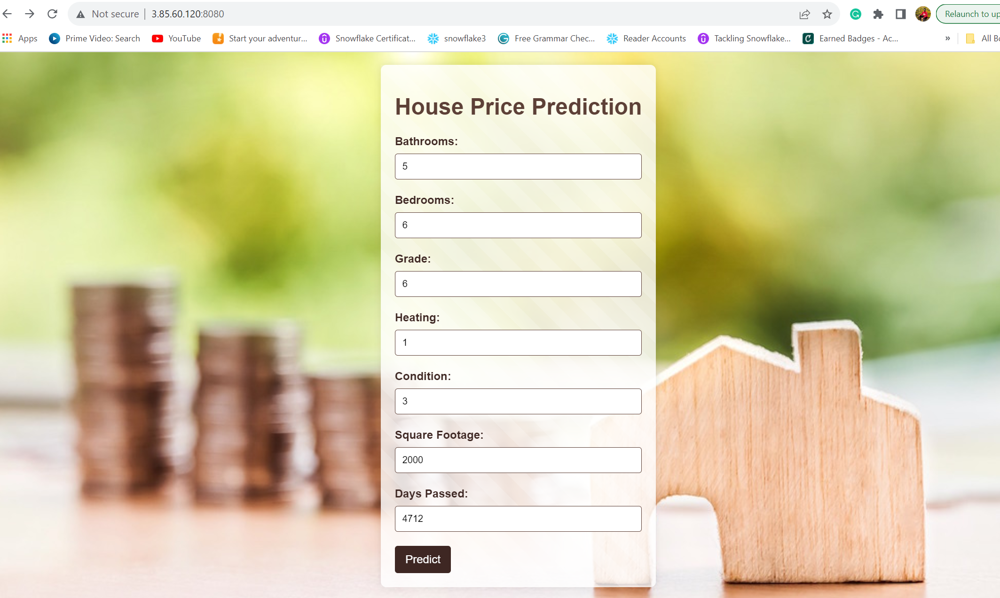 Not secure | 3.85.60.120:8080
Relaunch to up
Apps Prime Video: Search YouTube Start your adventur... Snowflake Certificat... snowflake3 Free Grammar Chec... Reader Accounts Tackling Snowflake... Earned Badges - Ac... » All Bo
House Price Prediction
Bathrooms:
5
Bedrooms:
6
Grade:
6
Heating:
1
Condition:
3
Square Footage:
2000
Days Passed:
4712
Predict